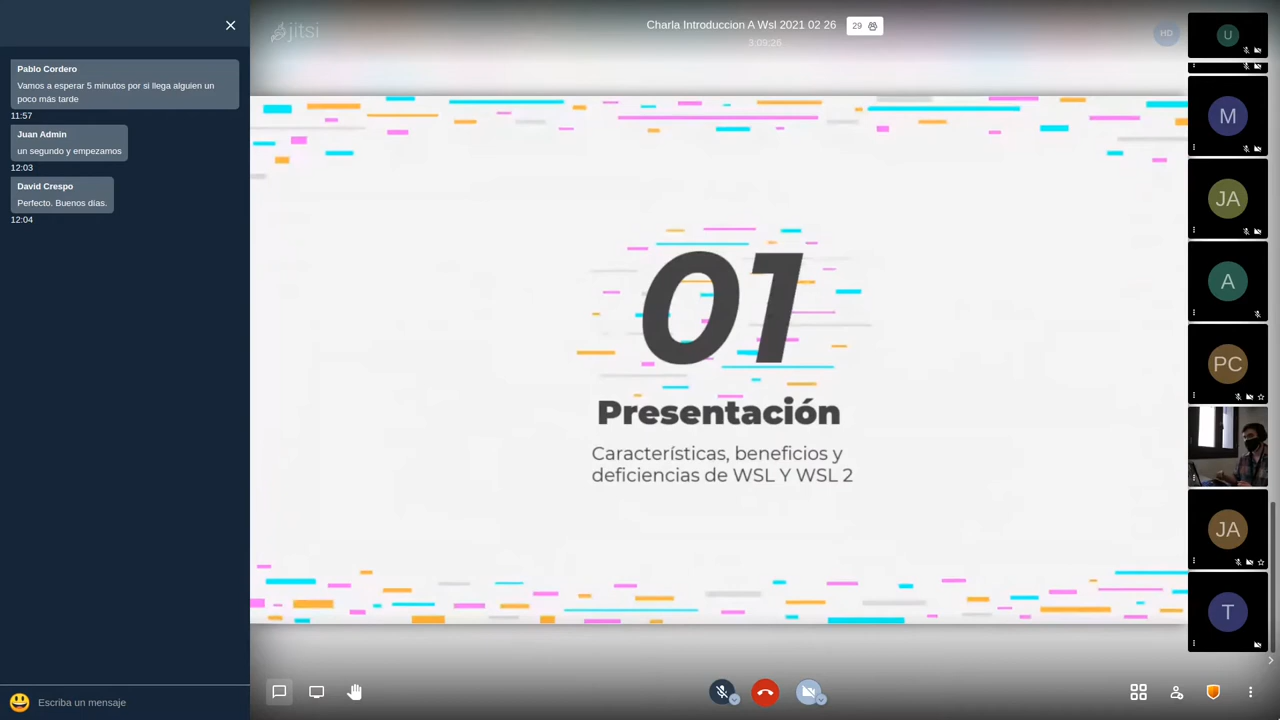 Pablo Cordero
Vamos a esperar 5 minutos por si llega alguien un
poco más tarde
11:57
Juan Admin
un segundo y empezamos
12:03
David Crespo
Perfecto. Buenos días.
12:04
Escriba un mensaje
jitsi
Charla Introduccion A Wsl 2021 02 26
29
3:09:26
HD
01
Presentación
Características, beneficios y
deficiencias de WSL Y WSL 2
U
M
JA
A
PC
JA
T